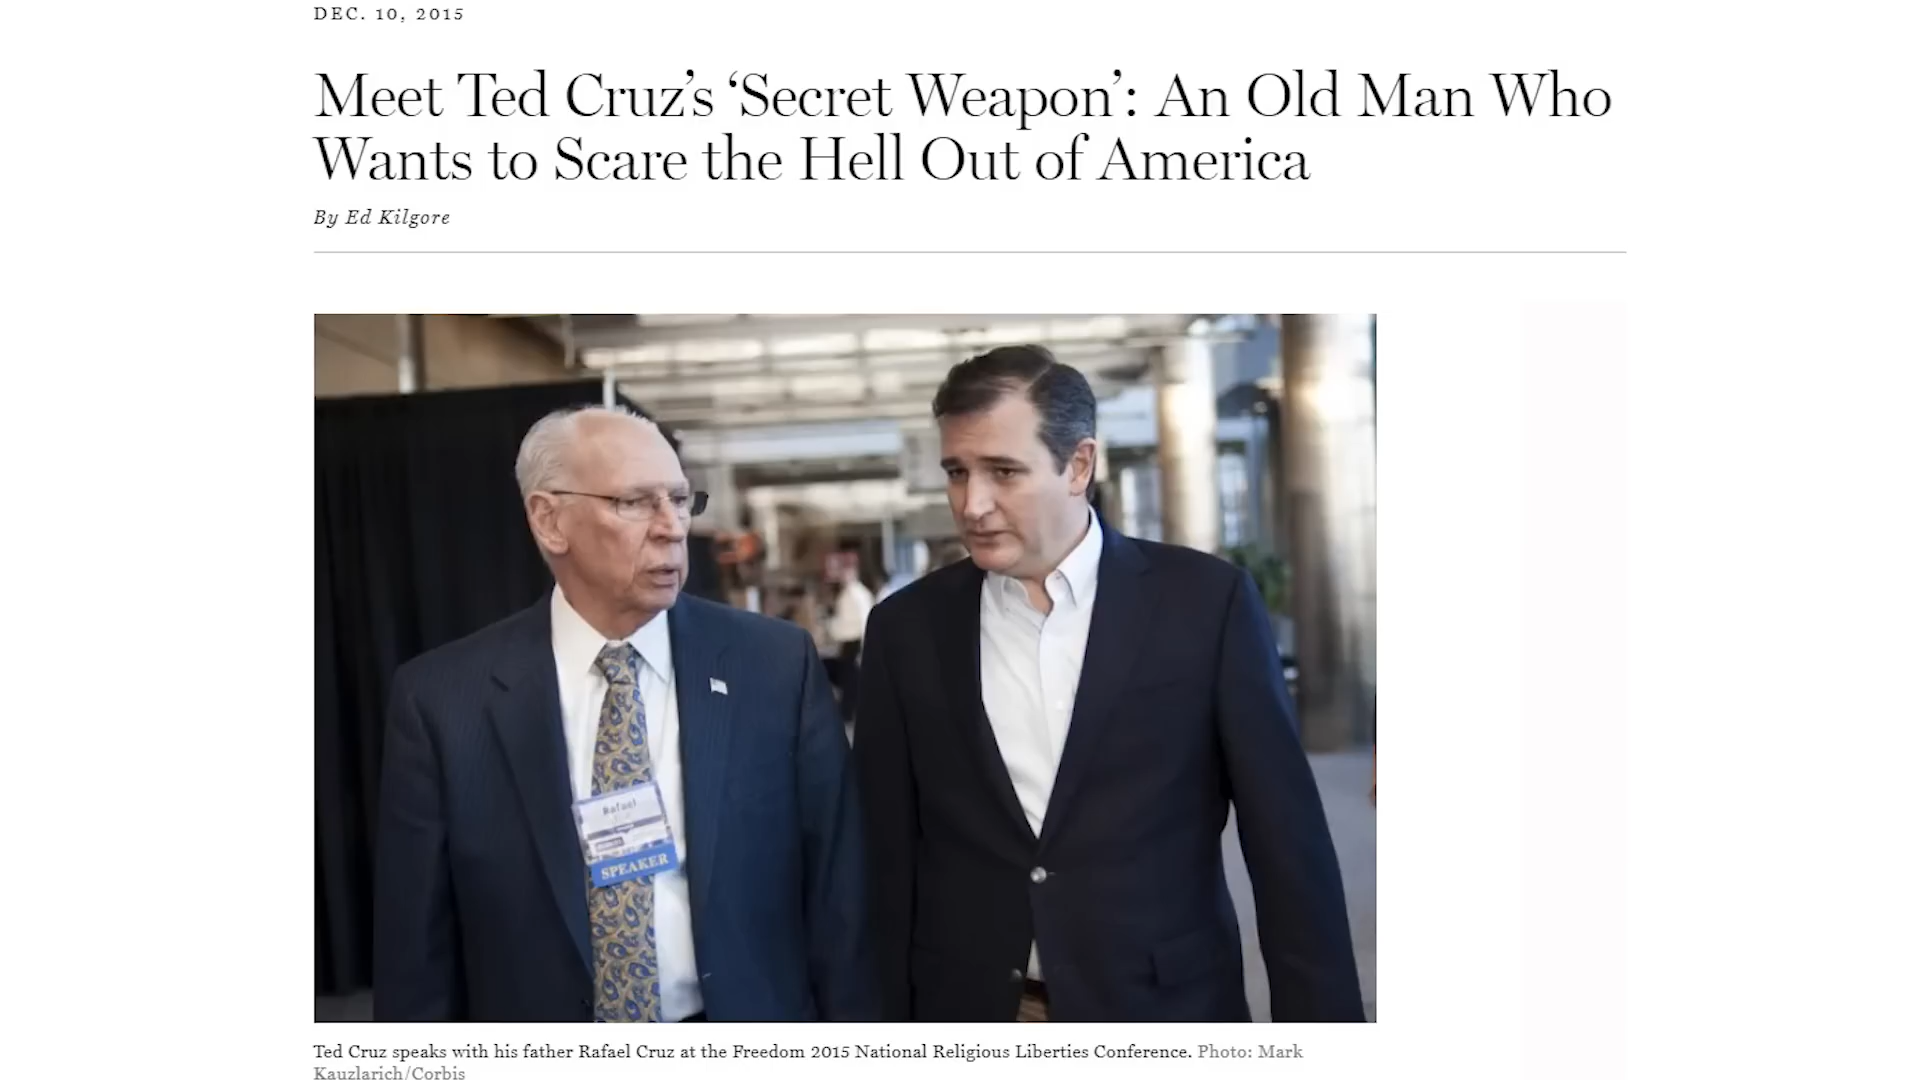 DEC. 10, 2015
Meet Ted Cruz’s ‘Secret Weapon’: An Old Man Who
Wants to Scare the Hell Out of America
By Ed Kilgore
Rafael
SPEAKER
Ted Cruz speaks with his father Rafael Cruz at the Freedom 2015 National Religious Liberties Conference. Photo: Mark
Kauzlarich/Corbis